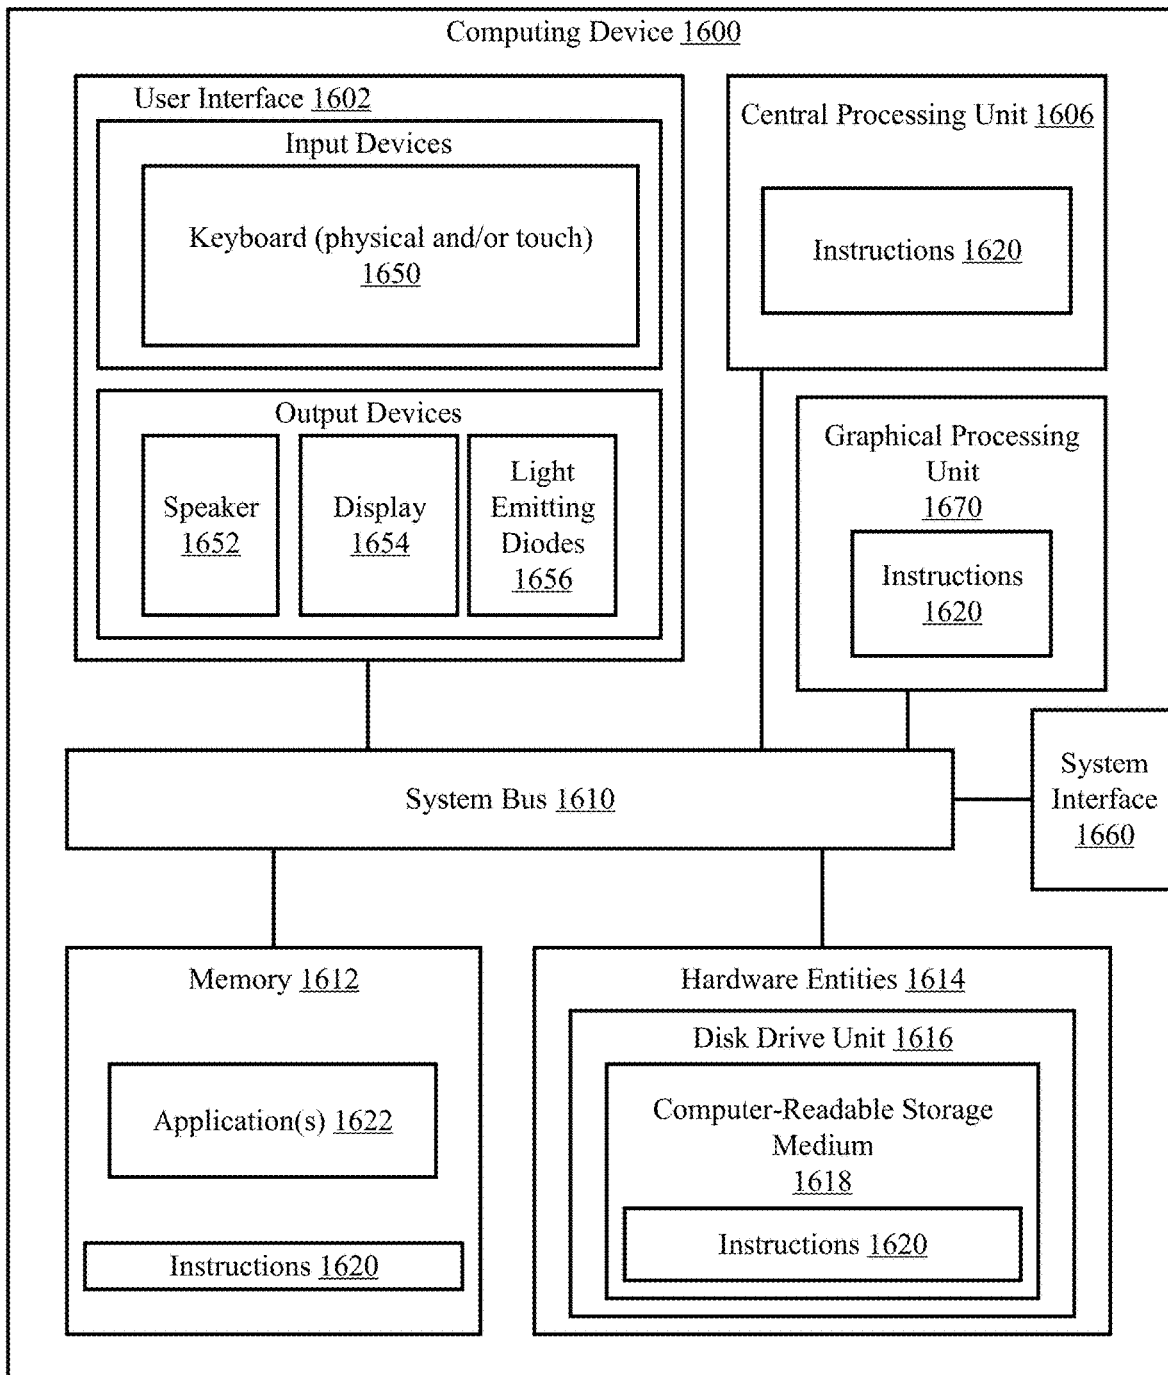 Computing Device 1600
User Interface 1602
Input Devices
Keyboard (physical and/or touch)
1650
Output Devices
Speaker
1652
Display
1654
Light
Emitting
Diodes
1656
Central Processing Unit 1606
Instructions 1620
Graphical Processing
Unit
1670
Instructions
1620
System Bus 1610
System
Interface
1660
Memory 1612
Application(s) 1622
Instructions 1620
Hardware Entities 1614
Disk Drive Unit 1616
Computer-Readable Storage
Medium
1618
Instructions 1620